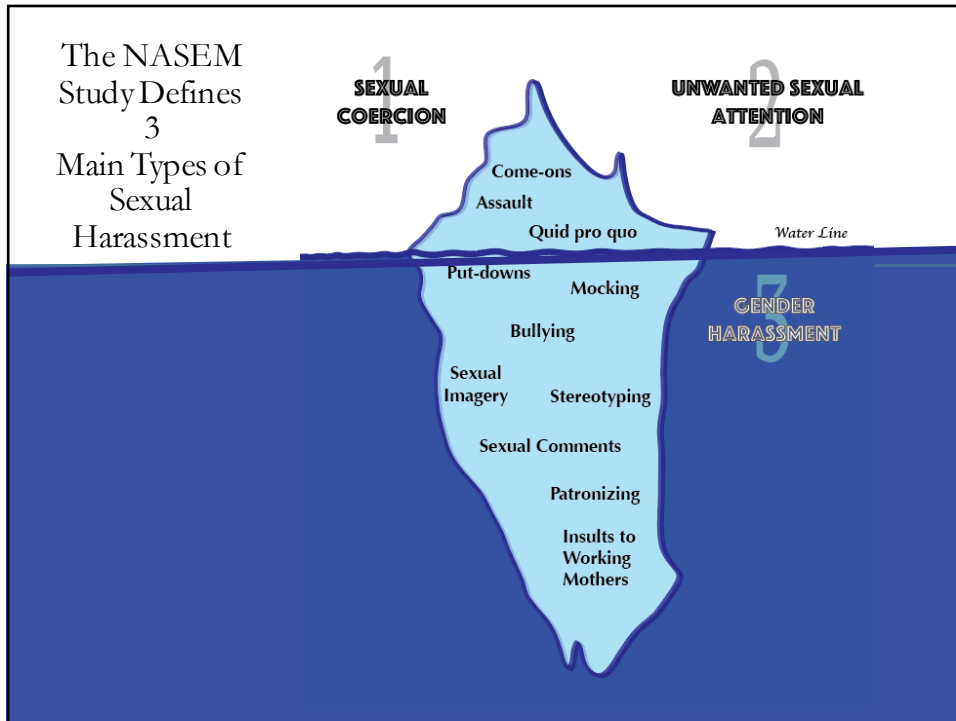 The NASEM
Study Defines
3
Main Types of
Sexual
Harassment
1
SEXUAL
COERCION
2
UNWANTED SEXUAL
ATTENTION
Come-ons
Assault
Quid pro quo
Water Line
Put-downs
Mocking
3
GENDER
HARASSMENT
Bullying
Sexual
Imagery
Stereotyping
Sexual Comments
Patronizing
Insults to
Working
Mothers